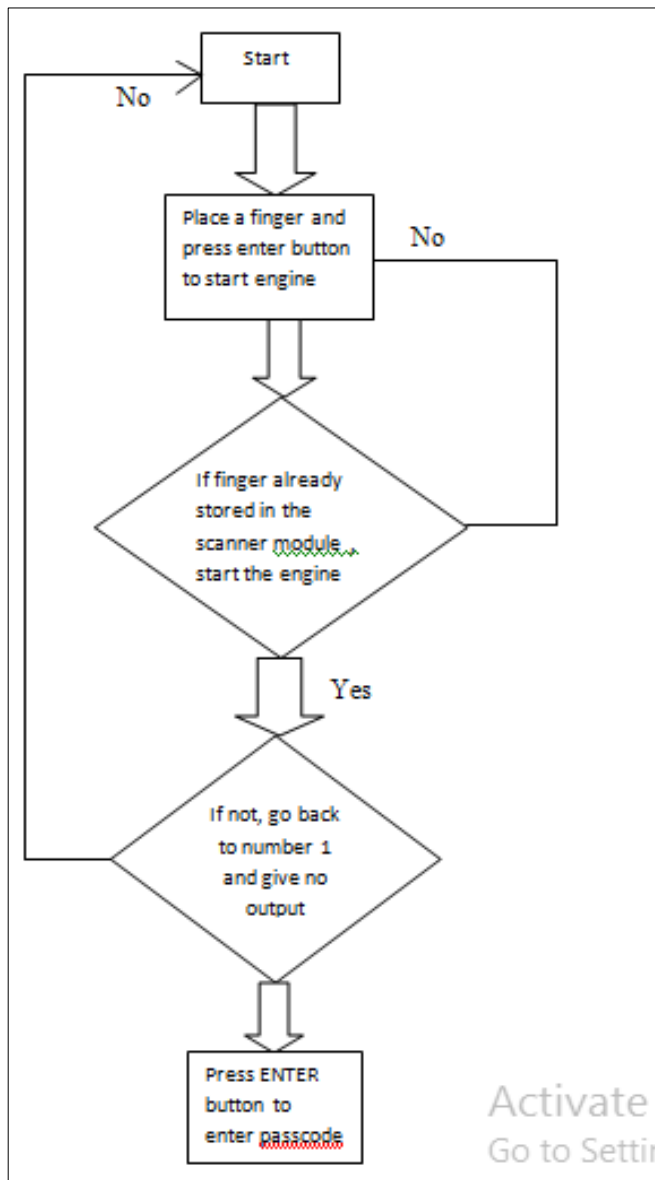 Start
No
Place a finger and
press enter button
to start engine
No
If finger already
stored in the
scanner module ,
start the engine
Yes
If not, go back
to number 1
and give no
output
Press ENTER
button to
enter passcode
Activate
Go to Settin